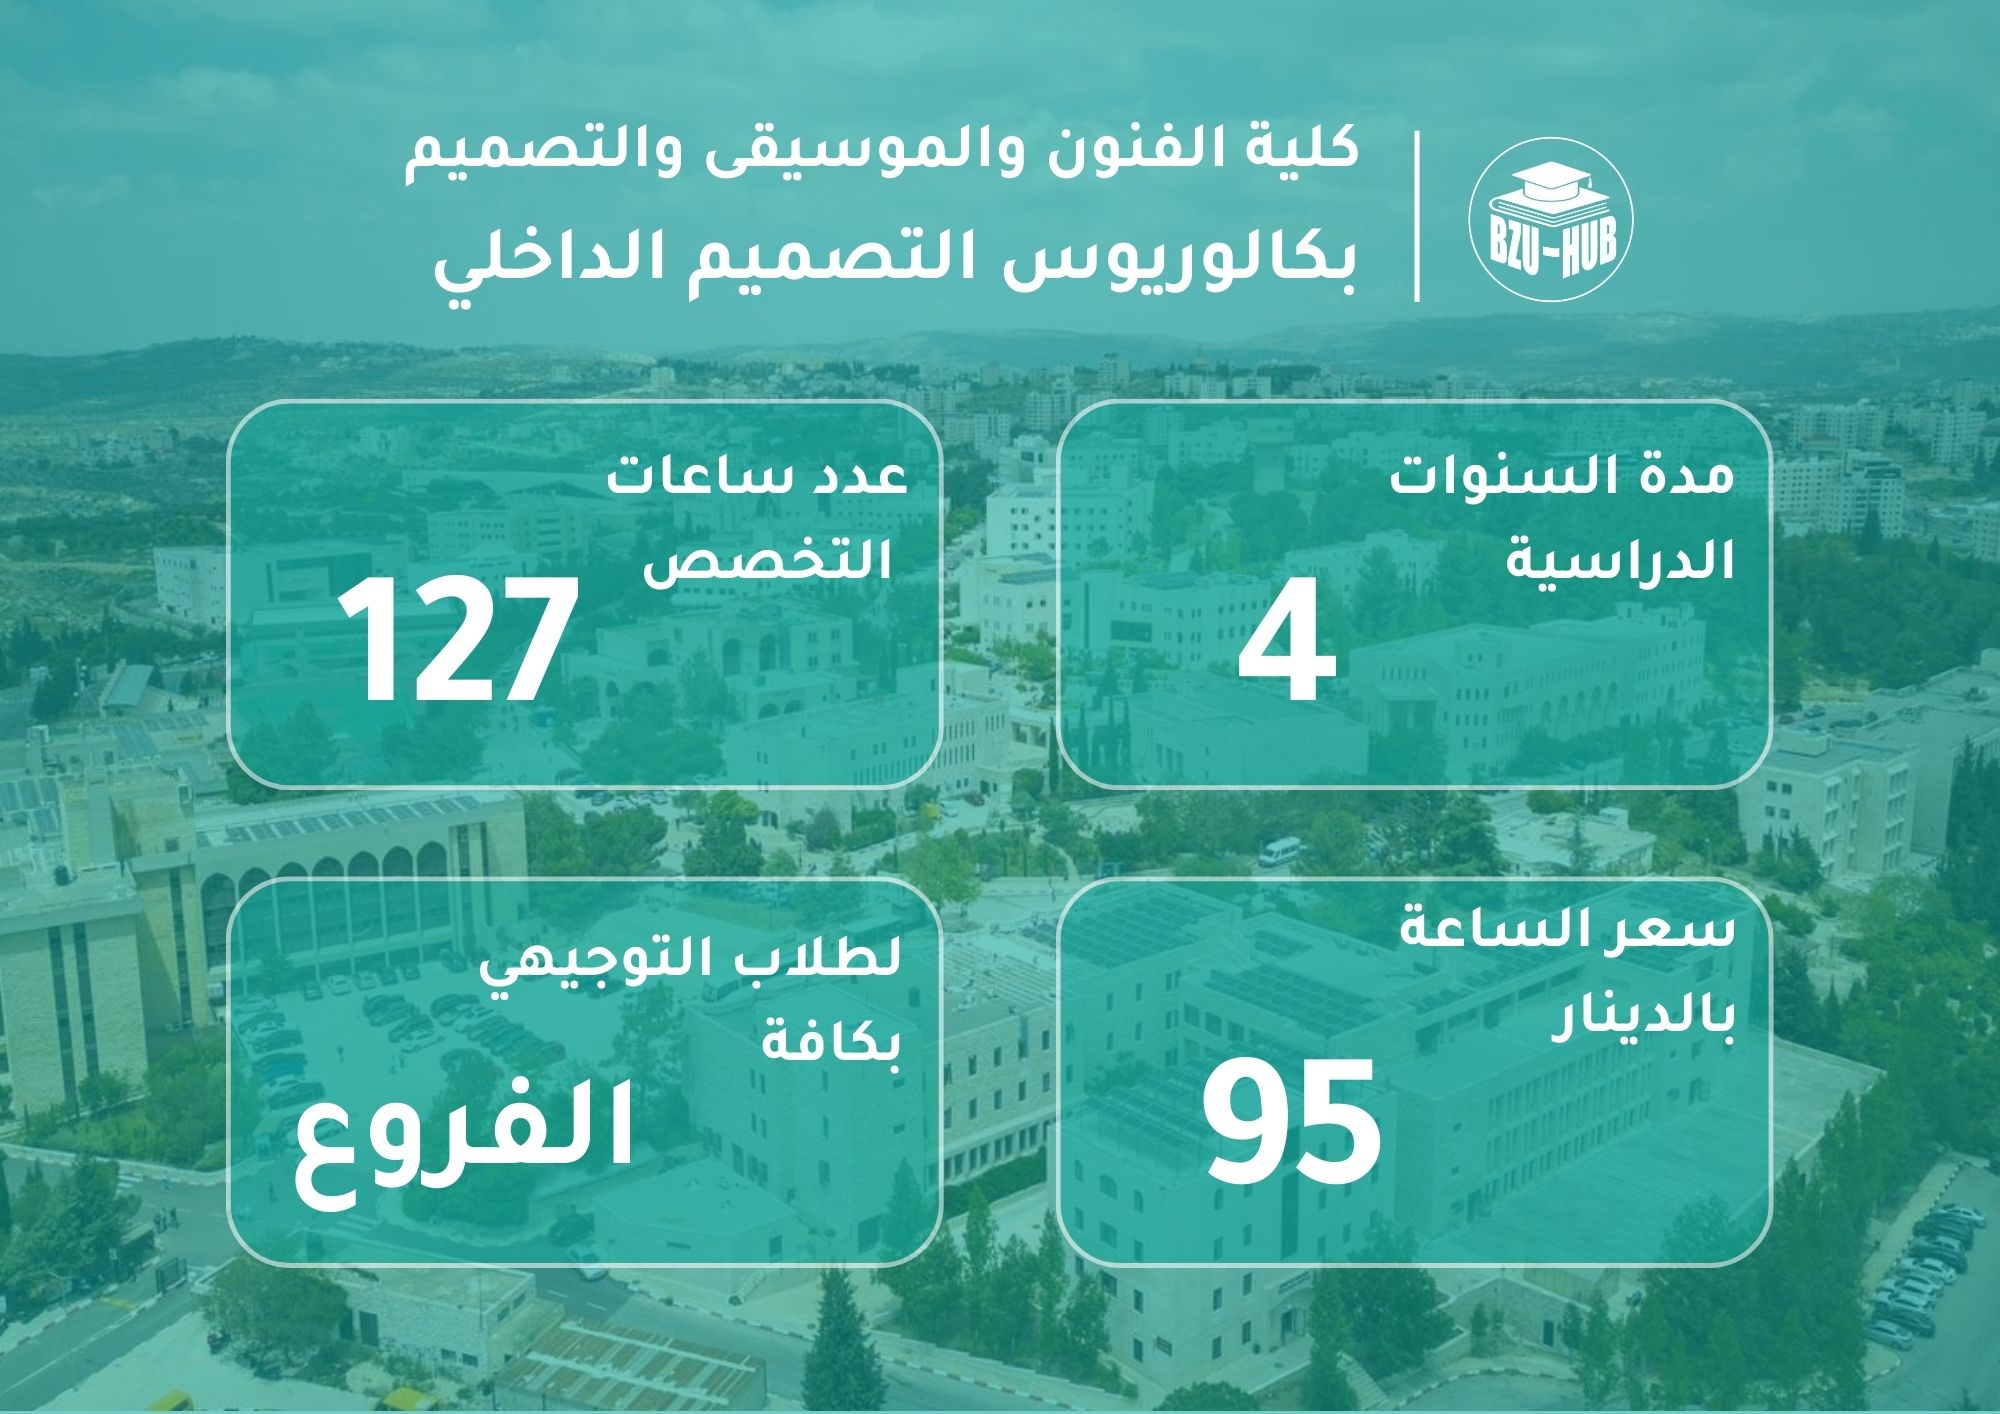 كلية الفنون والموسيقى والتصميم
بكالوريوس التصميم الداخلي
BZU-HUB
مدة السنوات
الدراسية
4
عدد ساعات
التخصص
127
سعر الساعة
بالدينار
95
لطلاب التوجيهي
بكافة
الفروع